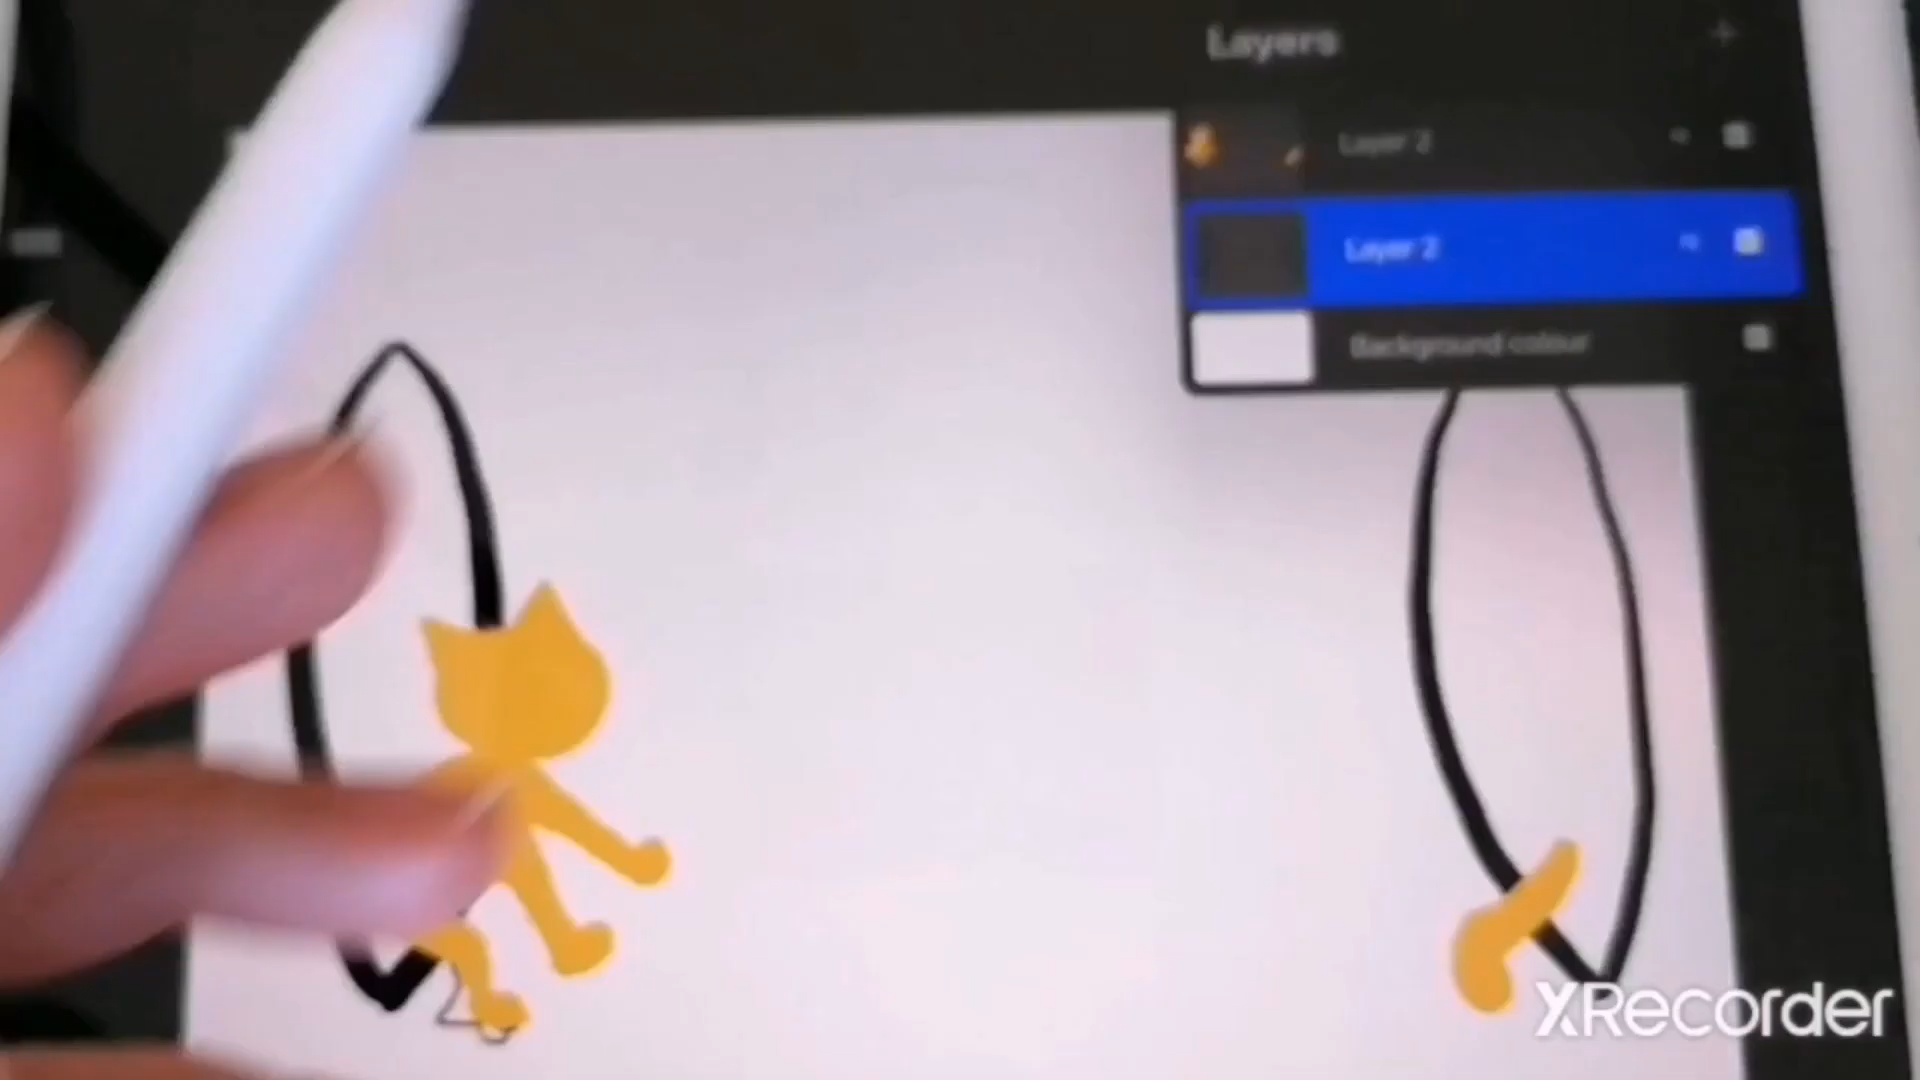 Layers
Layer 2
Layer 2
Background colour
XRecorder